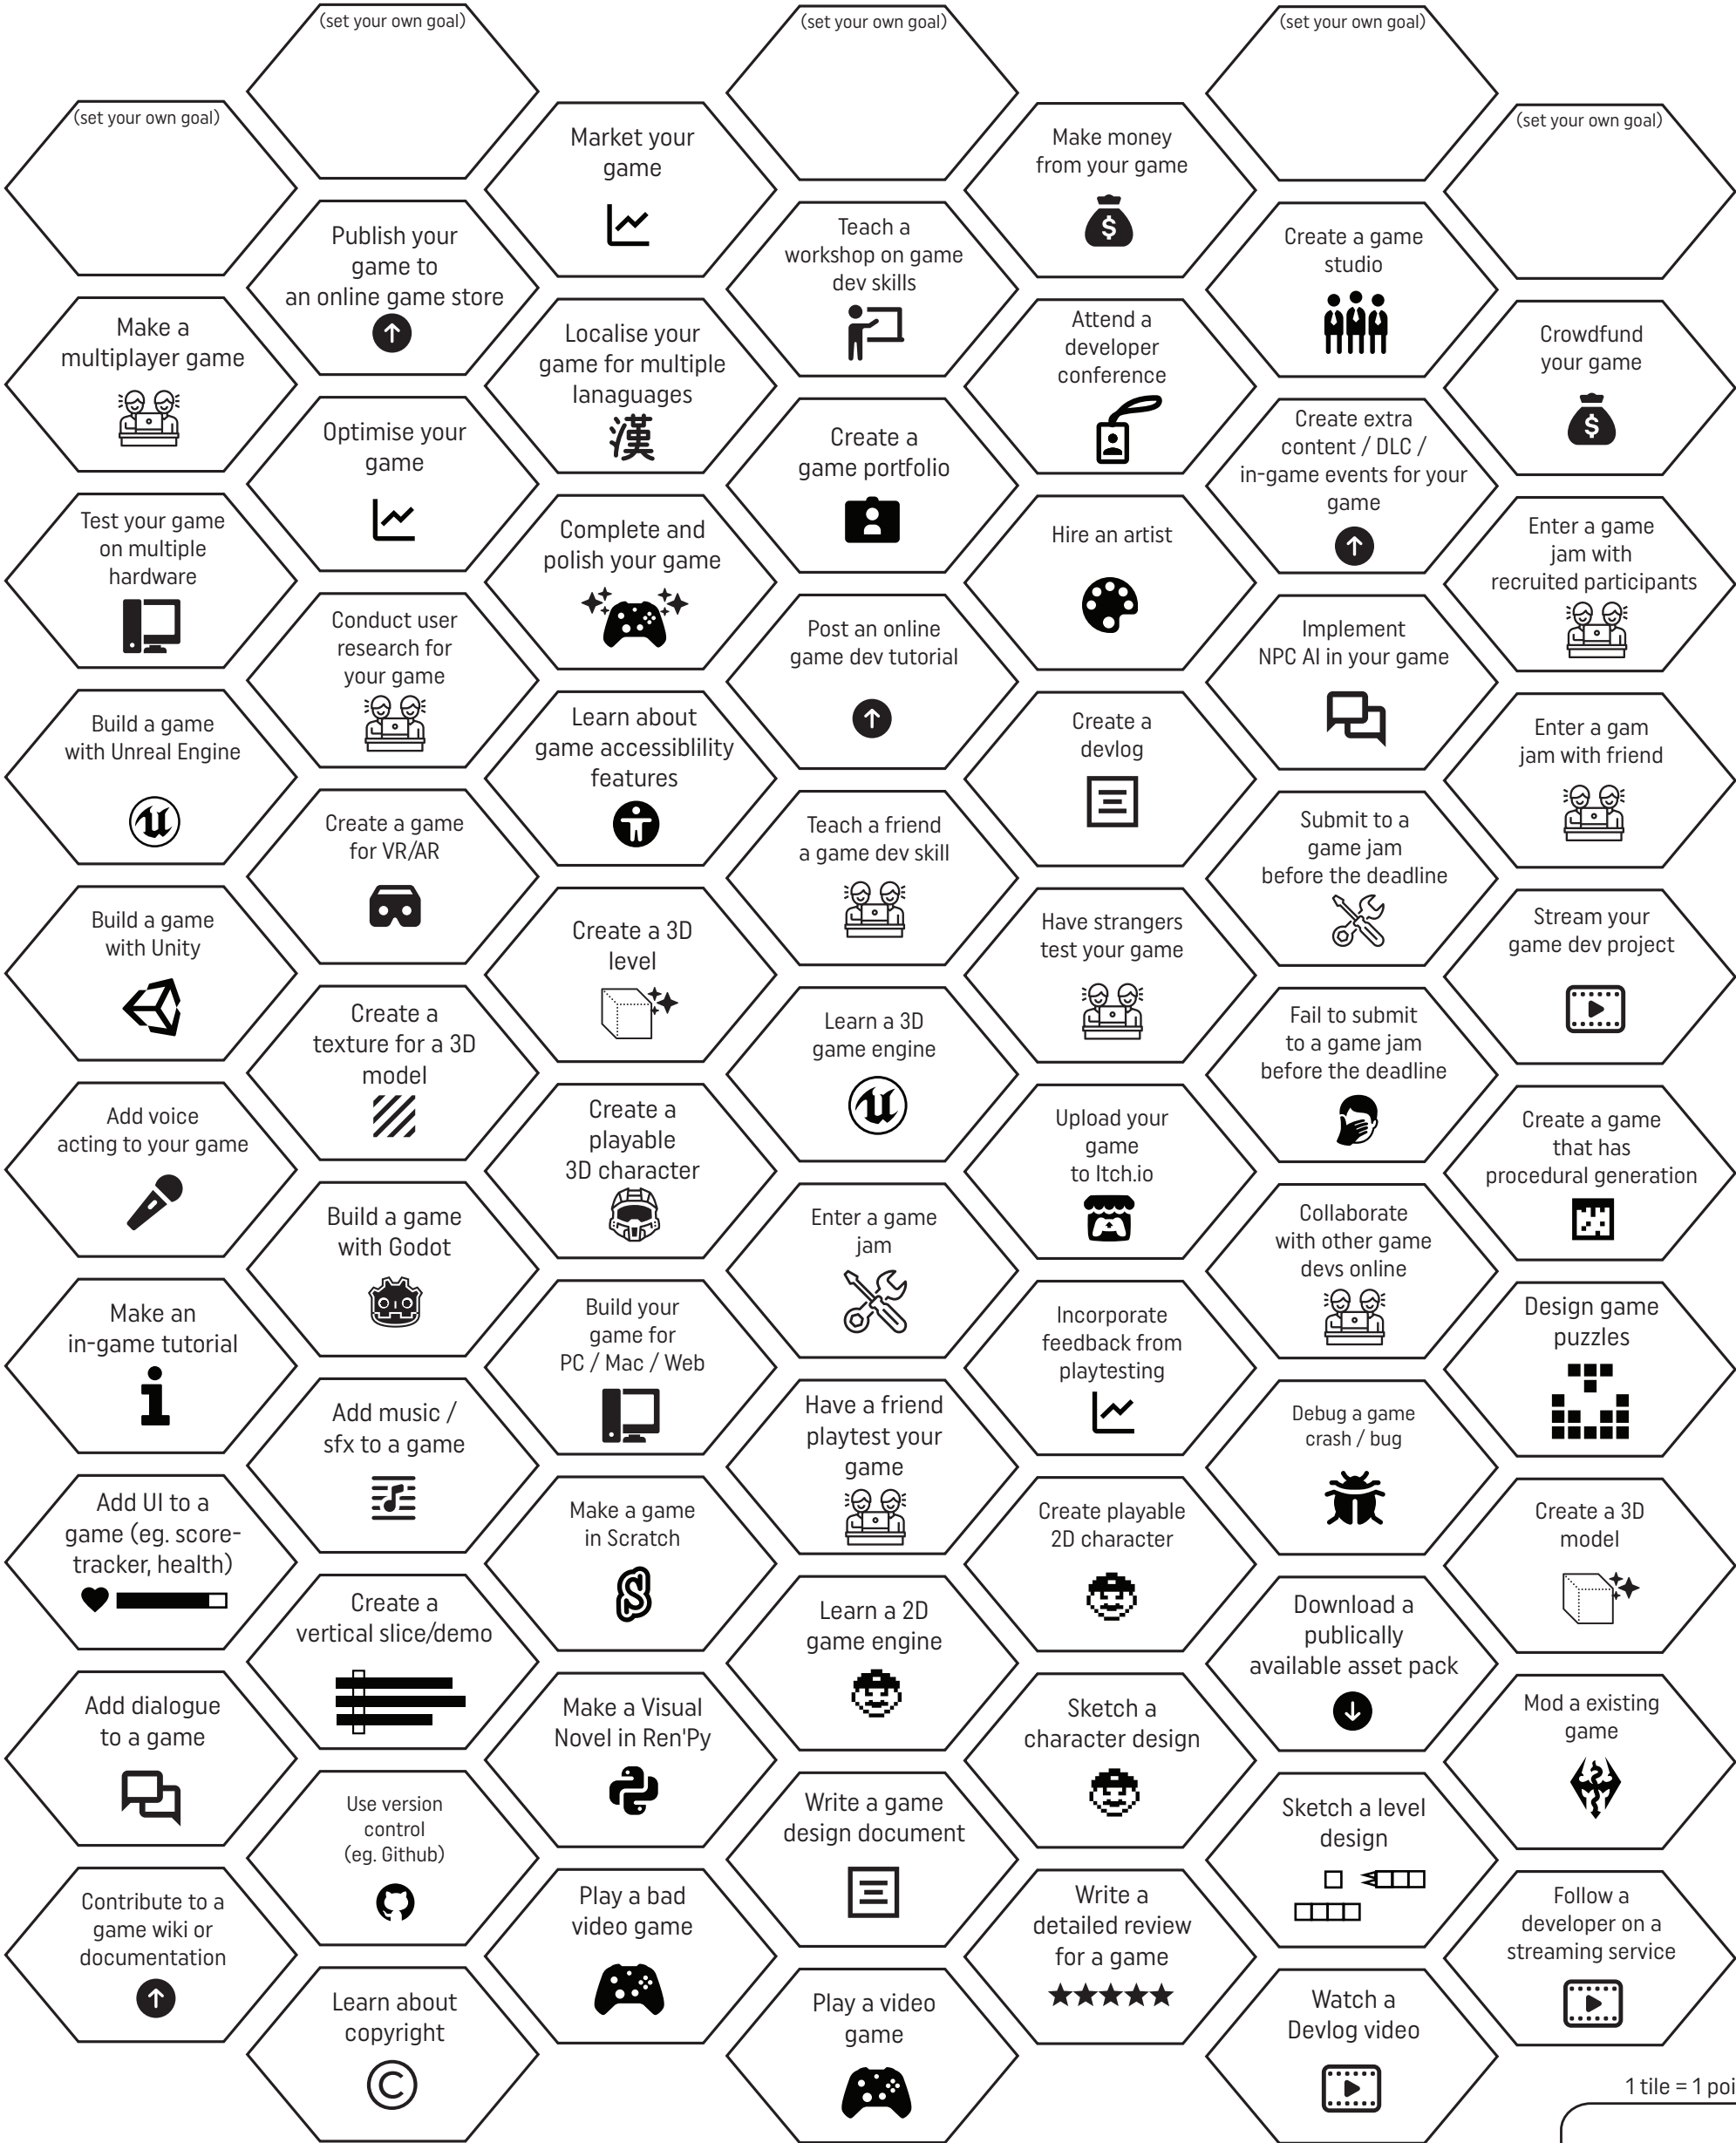 (set your own goal)
(set your own goal)
(set your own goal)
(set your own goal)
Market your
game
Make money
from your game
(set your own goal)
Publish your
game to
an online game store
Teach a
workshop on game
dev skills
Create a game
studio
Make a
multiplayer game
Localise your
game for multiple
lanaguages
漢
Attend a
developer
conference
Crowdfund
your game
Optimise your
game
Create a
game portfolio
Create extra
content / DLC /
in-game events for your
game
Test your game
on multiple
hardware
Complete and
polish your game
Hire an artist
Enter a game
jam with
recruited participants
Conduct user
research for
your game
Post an online
game dev tutorial
Implement
NPC AI in your game
Build a game
with Unreal Engine
Learn about
game accessiblility
features
Create a
devlog
Enter a gam
jam with friend
Create a game
for VR/AR
Teach a friend
a game dev skill
Submit to a
game jam
before the deadline
Build a game
with Unity
Create a 3D
level
Have strangers
test your game
Stream your
game dev project
Create a
texture for a 3D
model
Learn a 3D
game engine
Fail to submit
to a game jam
before the deadline
Add voice
acting to your game
Create a
playable
3D character
Upload your
game
to Itch.io
Create a game
that has
procedural generation
Build a game
with Godot
Enter a game
jam
Collaborate
with other game
devs online
Make an
in-game tutorial
Build your
game for
PC / Mac / Web
Incorporate
feedback from
playtesting
Design game
puzzles
Add music /
sfx to a game
Have a friend
playtest your
game
Debug a game
crash / bug
Add UI to a
game (eg. score-
tracker, health)
Make a game
in Scratch
Create playable
2D character
Create a 3D
model
Create a
vertical slice/demo
Learn a 2D
game engine
Download a
publically
available asset pack
Add dialogue
to a game
Make a Visual
Novel in Ren'Py
Sketch a
character design
Mod a existing
game
Use version
control
(eg. Github)
Write a game
design document
Sketch a level
design
Contribute to a
game wiki or
documentation
Play a bad
video game
Write a
detailed review
for a game
Follow a
developer on a
streaming service
Learn about
copyright
Play a video
game
Watch a
Devlog video
1 tile = 1 poi